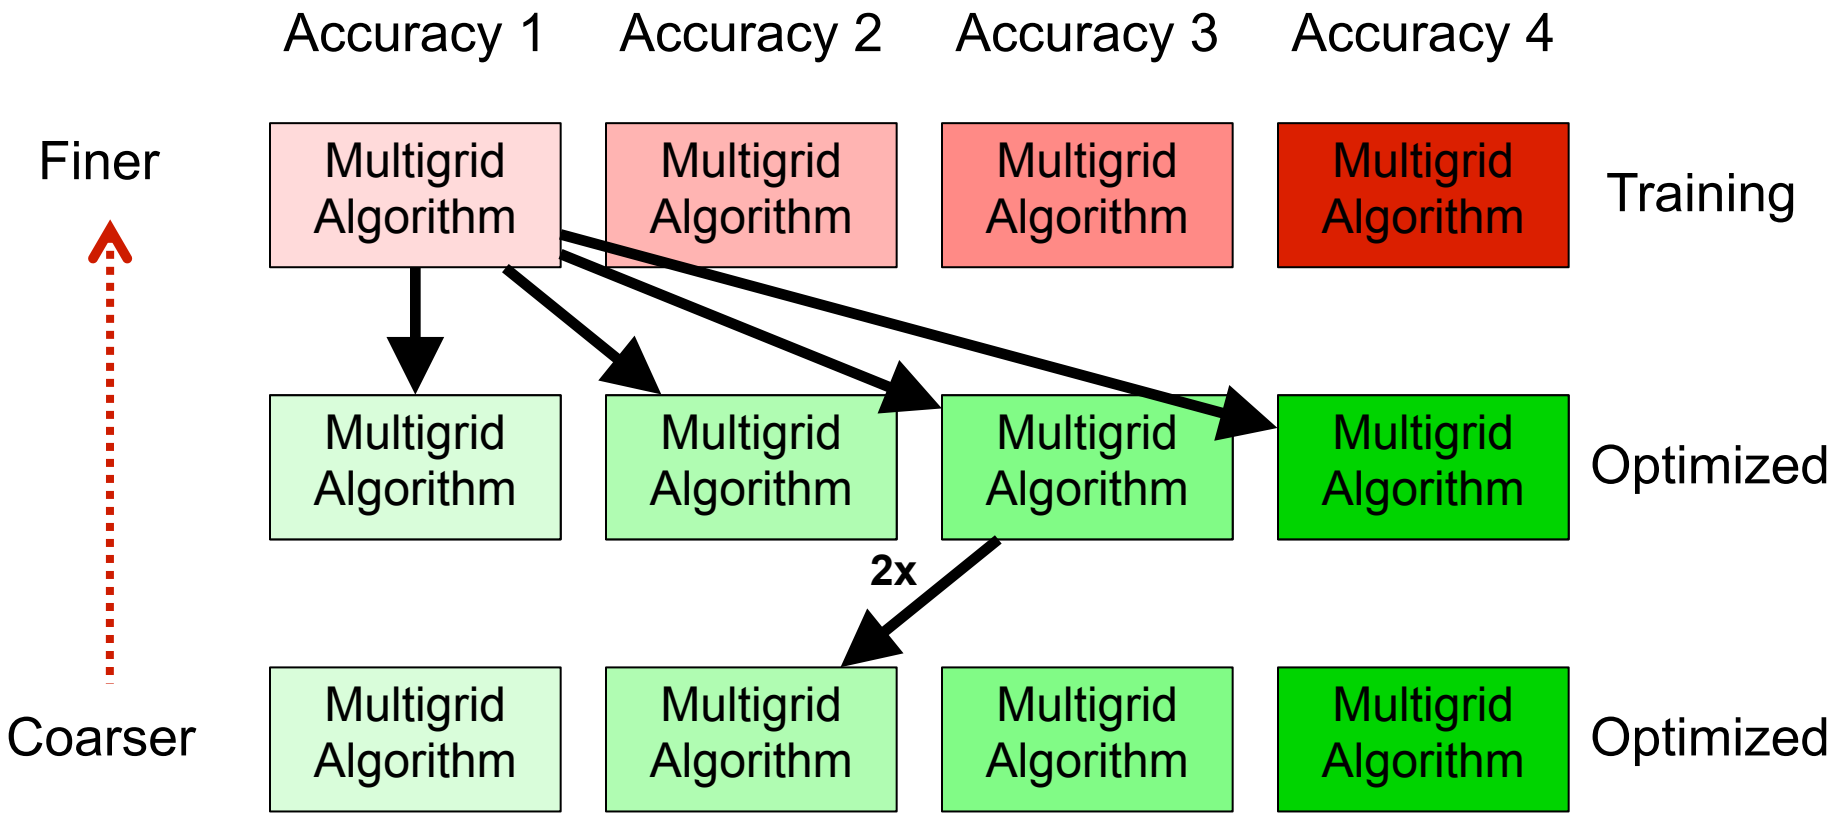 Accuracy 1 Accuracy 2 Accuracy 3 Accuracy 4
Finer
Multigrid Multigrid Multigrid Multigrid
Algorithm Algorithm Algorithm Algorithm
Training
Multigrid Multigrid Multigrid Multigrid
Algorithm Algorithm Algorithm Algorithm
Optimized
2x
Coarser
Multigrid Multigrid Multigrid Multigrid
Algorithm Algorithm Algorithm Algorithm
Optimized